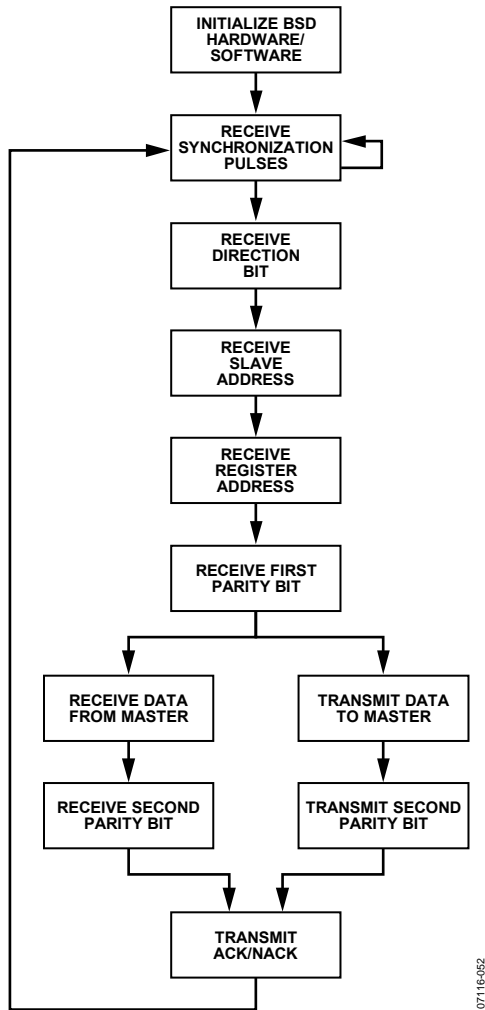 INITIALIZE BSD
HARDWARE/
SOFTWARE
RECEIVE
SYNCHRONIZATION
PULSES
RECEIVE
DIRECTION
BIT
RECEIVE
SLAVE
ADDRESS
RECEIVE
REGISTER
ADDRESS
RECEIVE FIRST
PARITY BIT
RECEIVE DATA
FROM MASTER
TRANSMIT DATA
TO MASTER
RECEIVE SECOND
PARITY BIT
TRANSMIT SECOND
PARITY BIT
TRANSMIT
ACK/NACK
07116-052